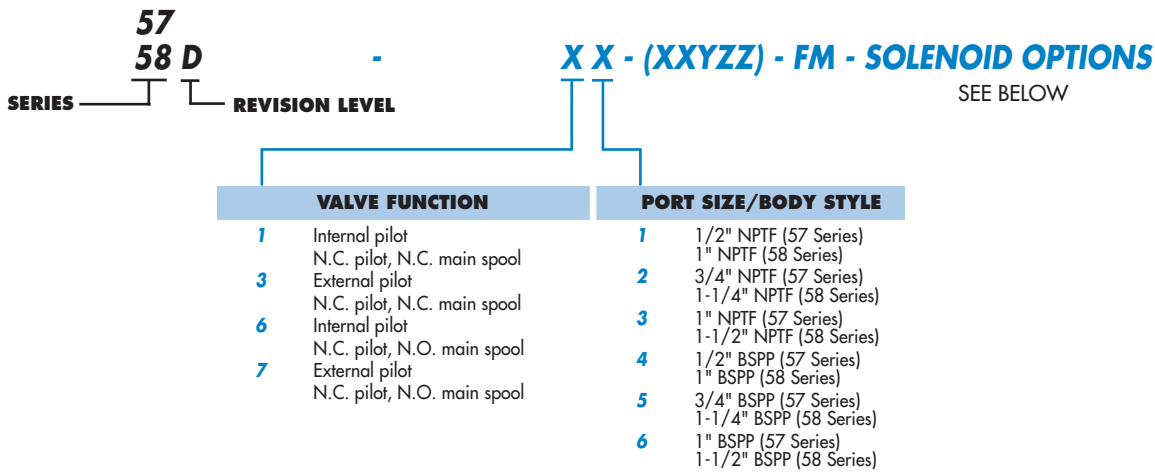 57
58 D - X X - (XXYZZ) - FM - SOLENOID OPTIONS
SEE BELOW
SERIES
REVISION LEVEL
VALVE FUNCTION
1 Internal pilot
N.C. pilot, N.C. main spool
3 External pilot
N.C. pilot, N.C. main spool
6 Internal pilot
N.C. pilot, N.O. main spool
7 External pilot
N.C. pilot, N.O. main spool
PORT SIZE/BODY STYLE
1 1/2" NPTF (57 Series)
1" NPTF (58 Series)
2 3/4" NPTF (57 Series)
1-1/4" NPTF (58 Series)
3 1" NPTF (57 Series)
1-1/2" NPTF (58 Series)
4 1/2" BSPP (57 Series)
1" BSPP (58 Series)
5 3/4" BSPP (57 Series)
1-1/4" BSPP (58 Series)
6 1" BSPP (57 Series)
1-1/2" BSPP (58 Series)